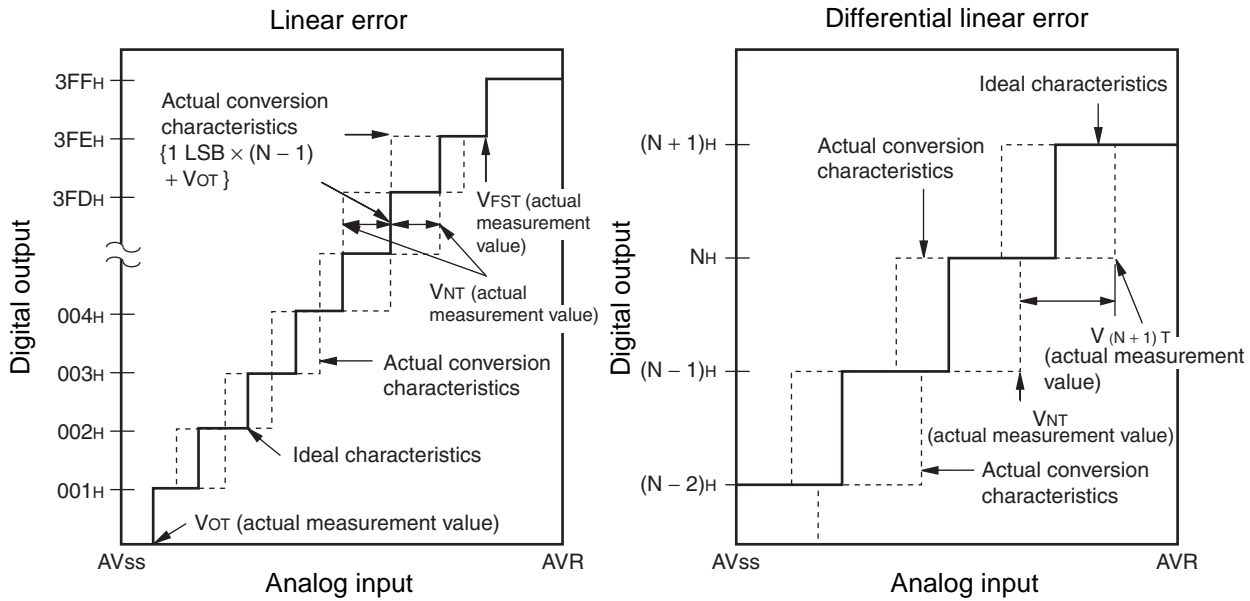 Linear error
3FFH
3FEH
3FDH
004H
003H
002H
001H
Digital output
Actual conversion
characteristics
{1 LSB × (N − 1)
+ VOT }
VFST (actual
measurement
value)
VNT (actual
measurement value)
Actual conversion
characteristics
Ideal characteristics
VOT (actual measurement value)
AVss
AVR
Analog input
Differential linear error
(N + 1)H
NH
(N − 1)H
(N − 2)H
Digital output
Ideal characteristics
Actual conversion
characteristics
V (N + 1) T
(actual measurement
value)
VNT
(actual measurement value)
Actual conversion
characteristics
AVss
AVR
Analog input